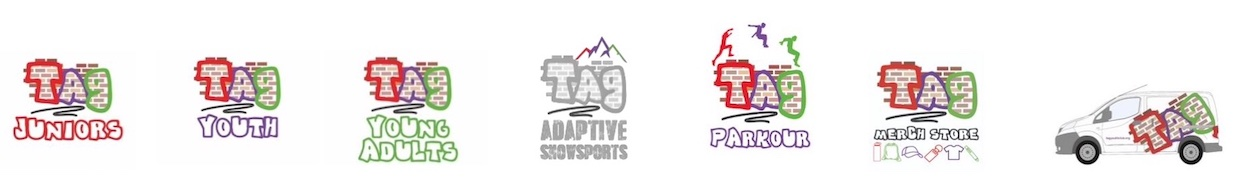 TAG
JUNIORS
TAG
YOUTH
TAG
YOUNG
ADULTS
TAG
ADAPTIVE
SNOWSPORTS
TAG
PARKOUR
TAG
MERCH STORE
TAG